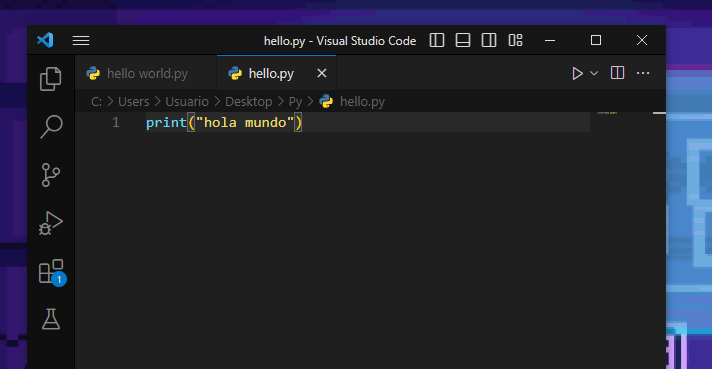 hello.py - Visual Studio Code
hello world.py hello.py
C: > Users > Usuario > Desktop > Py > hello.py
1 print("hola mundo")
1